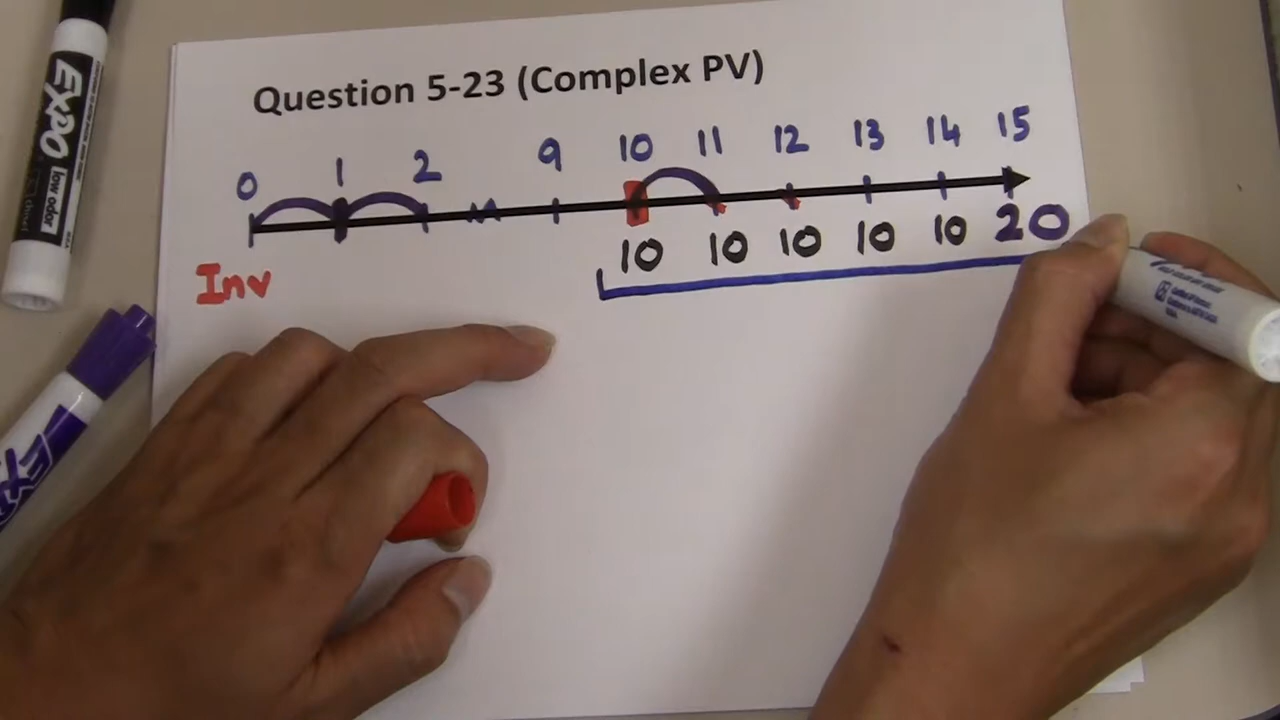 Question 5-23 (Complex PV)
0 1 2 9 10 11 12 13 14 15
10 10 10 10 10 20
Inv
EXPO low odor
EXP